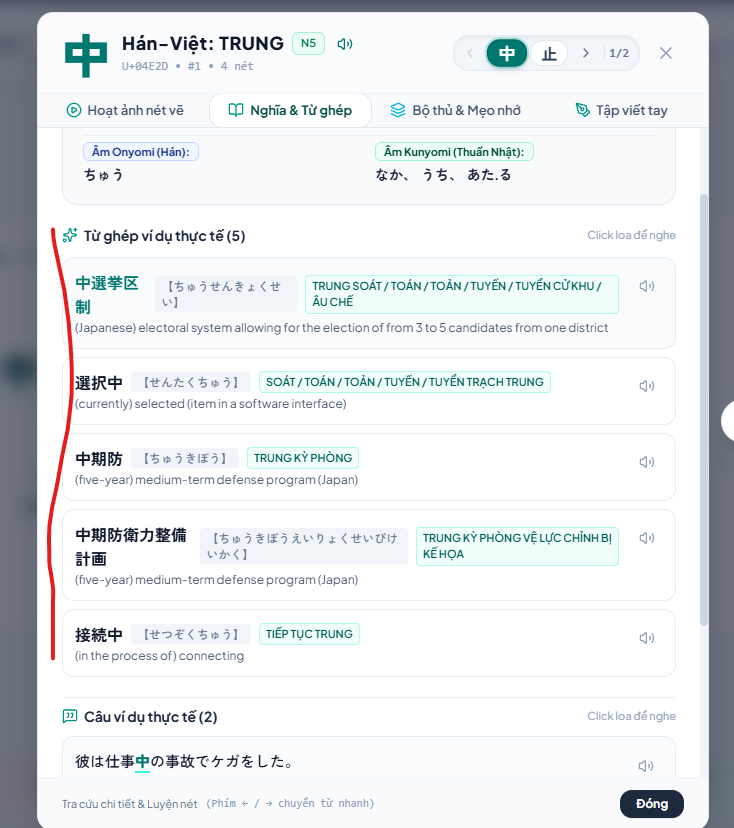 中
Hán-Việt: TRUNG N5
U+04E2D • #1 • 4 nét
中 止 1/2
Hoạt ảnh nét vẽ
Nghĩa & Từ ghép
Bộ thủ & Mẹo nhớ
Tập viết tay
Âm Onyomi (Hán):
ちゅう
Âm Kunyomi (Thuần Nhật):
なか、 うち、 あた.る
Từ ghép ví dụ thực tế (5)
Click loa để nghe
中選挙区
制
【ちゅうせんきょくせ
い】
TRUNG SOÁT / TOÁN / TOẢN / TUYẾN / TUYỂN CỬ KHU /
ÂU CHẾ
(Japanese) electoral system allowing for the election of from 3 to 5 candidates from one district
選択中 【せんたくちゅう】 SOÁT / TOÁN / TOẢN / TUYẾN / TUYỂN TRẠCH TRUNG
(currently) selected (item in a software interface)
中期防 【ちゅうきぼう】 TRUNG KỲ PHÒNG
(five-year) medium-term defense program (Japan)
中期防衛力整備
計画
【ちゅうきぼうえいりょくせいびけ
いかく】
TRUNG KỲ PHÒNG VỆ LỰC CHỈNH BỊ
KẾ HỌA
(five-year) medium-term defense program (Japan)
接続中 【せつぞくちゅう】 TIẾP TỤC TRUNG
(in the process of) connecting
Câu ví dụ thực tế (2)
Click loa để nghe
彼は仕事中の事故でケガをした。
Tra cứu chi tiết & Luyện nét (Phím ← / → chuyển từ nhanh)
Đóng